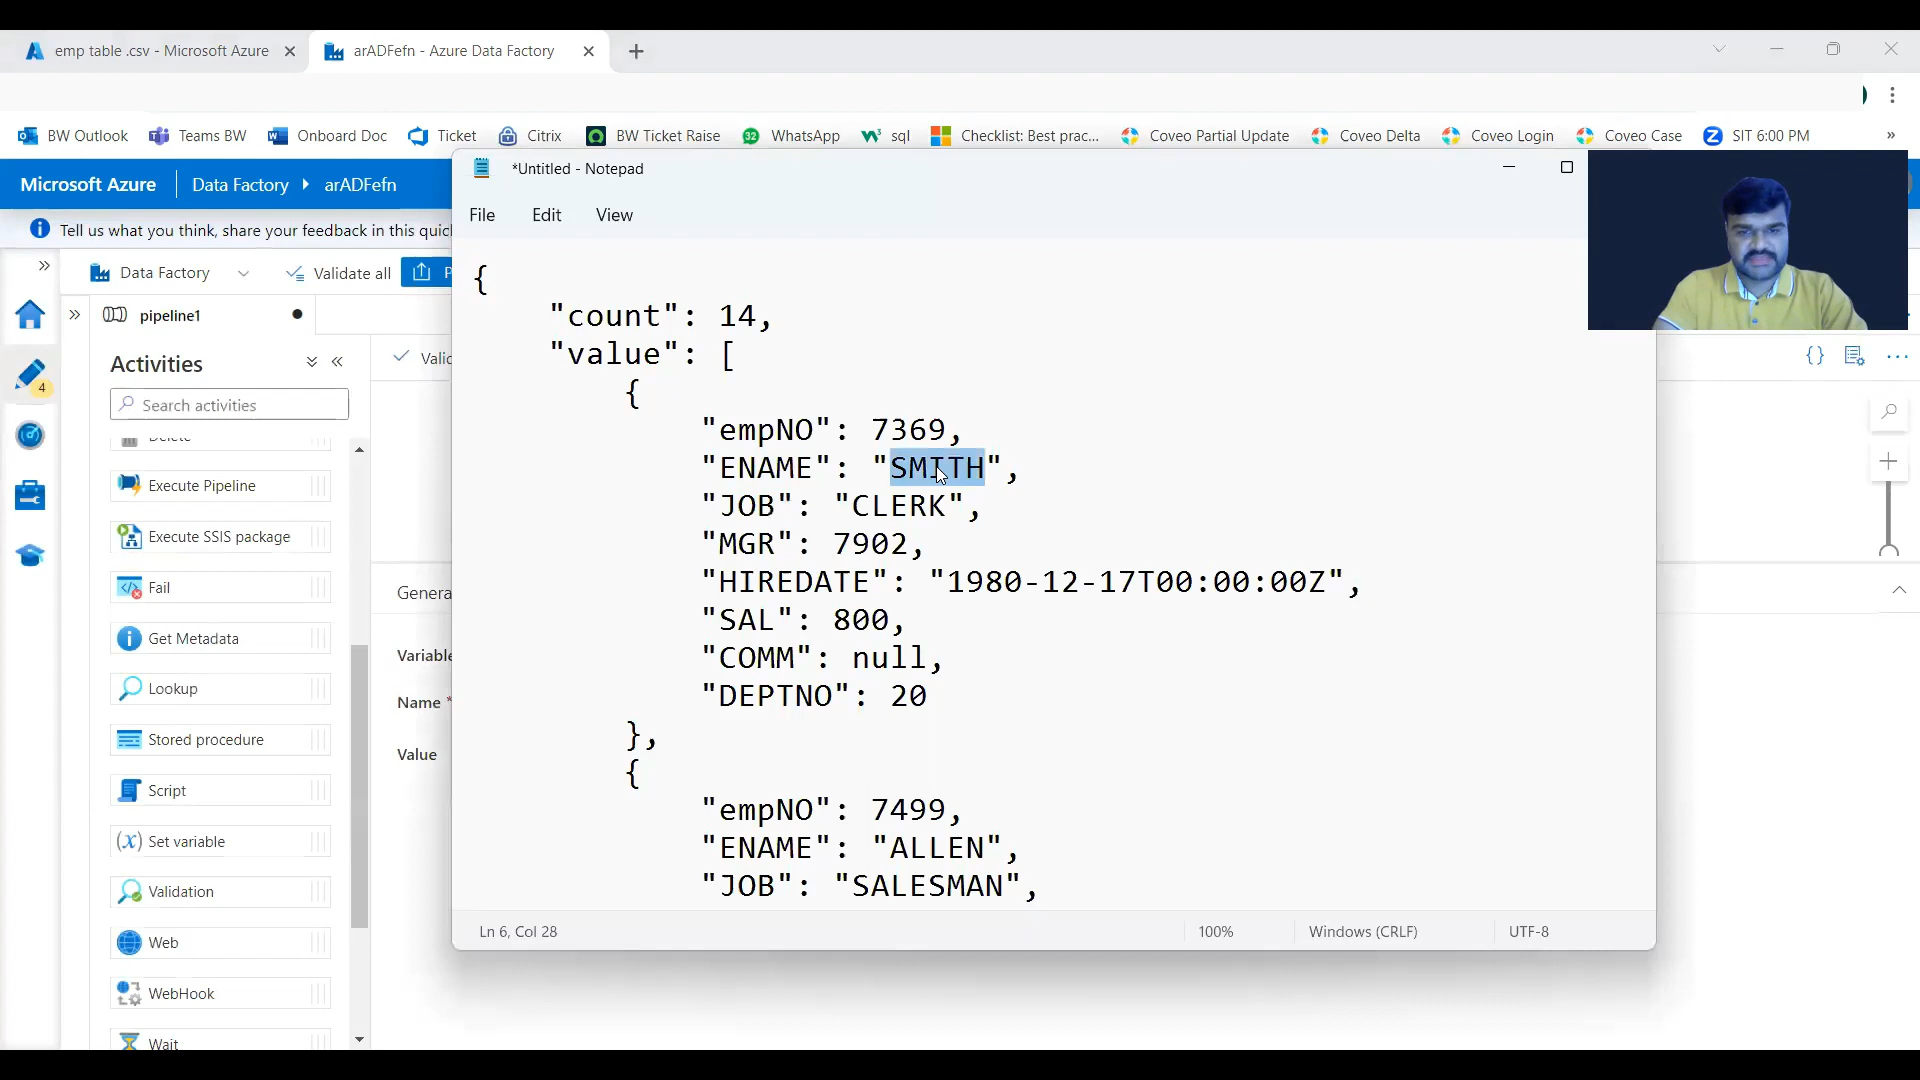 emp table .csv - Microsoft Azure
arADFefn - Azure Data Factory
BW Outlook
Teams BW
Onboard Doc
Ticket
Citrix
BW Ticket Raise
32
WhatsApp
sql
Checklist: Best prac...
Coveo Partial Update
Coveo Delta
Coveo Login
Coveo Case
SIT 6:00 PM
»
Microsoft Azure
Data Factory
arADFefn
Tell us what you think, share your feedback in this quic
Data Factory
Validate all
P
pipeline1
4
Activities
Search activities
Delete
Execute Pipeline
Execute SSIS package
Fail
Get Metadata
Lookup
Stored procedure
Script
(x) Set variable
Validation
Web
WebHook
Wait
Valid
Genera
Variable
Name *
Value
*Untitled - Notepad
File
Edit
View
{
"count": 14,
"value": [
{
"empNO": 7369,
"ENAME": "SMITH",
"JOB": "CLERK",
"MGR": 7902,
"HIREDATE": "1980-12-17T00:00:00Z",
"SAL": 800,
"COMM": null,
"DEPTNO": 20
},
{
"empNO": 7499,
"ENAME": "ALLEN",
"JOB": "SALESMAN",
Ln 6, Col 28
100%
Windows (CRLF)
UTF-8
{}
...